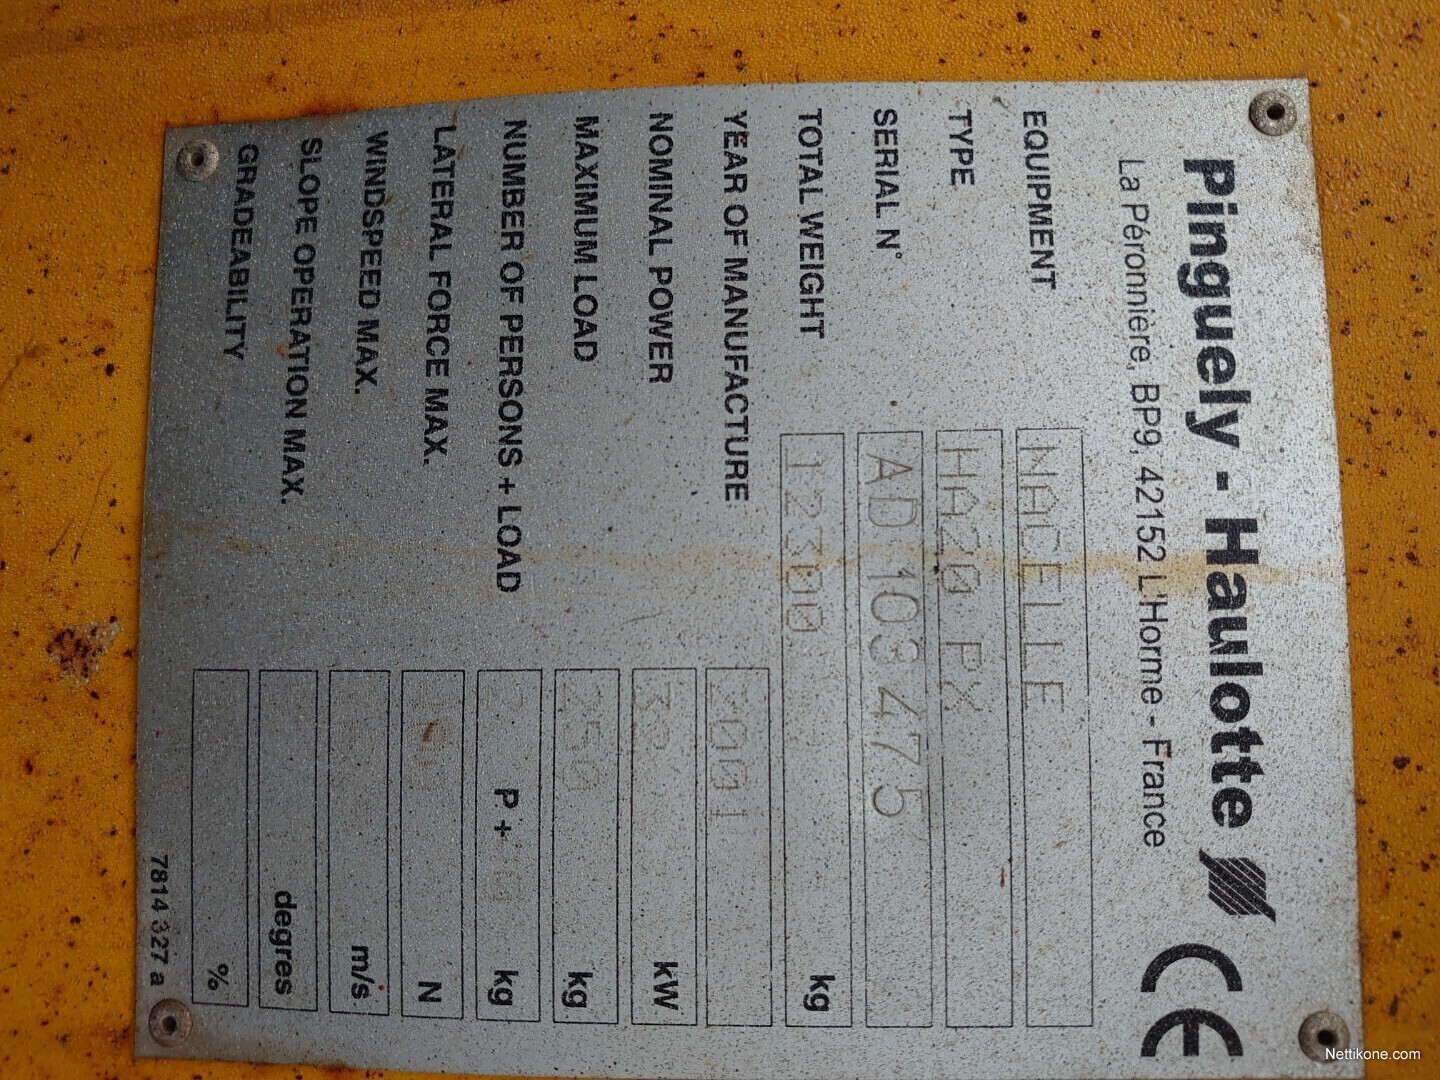 Pinguely - Haulotte CE
La Péronnière, BP9, 42152 L'Horme - France
EQUIPMENT NACELLE
TYPE HA20 PX
SERIAL N° AD 103 475
TOTAL WEIGHT 12300 kg
YEAR OF MANUFACTURE 2001
NOMINAL POWER kW
MAXIMUM LOAD 250 kg
NUMBER OF PERSONS + LOAD P + kg
LATERAL FORCE MAX. N
WINDSPEED MAX. m/s
SLOPE OPERATION MAX. degres
GRADEABILITY %
7814 327 a
Nettikone.com